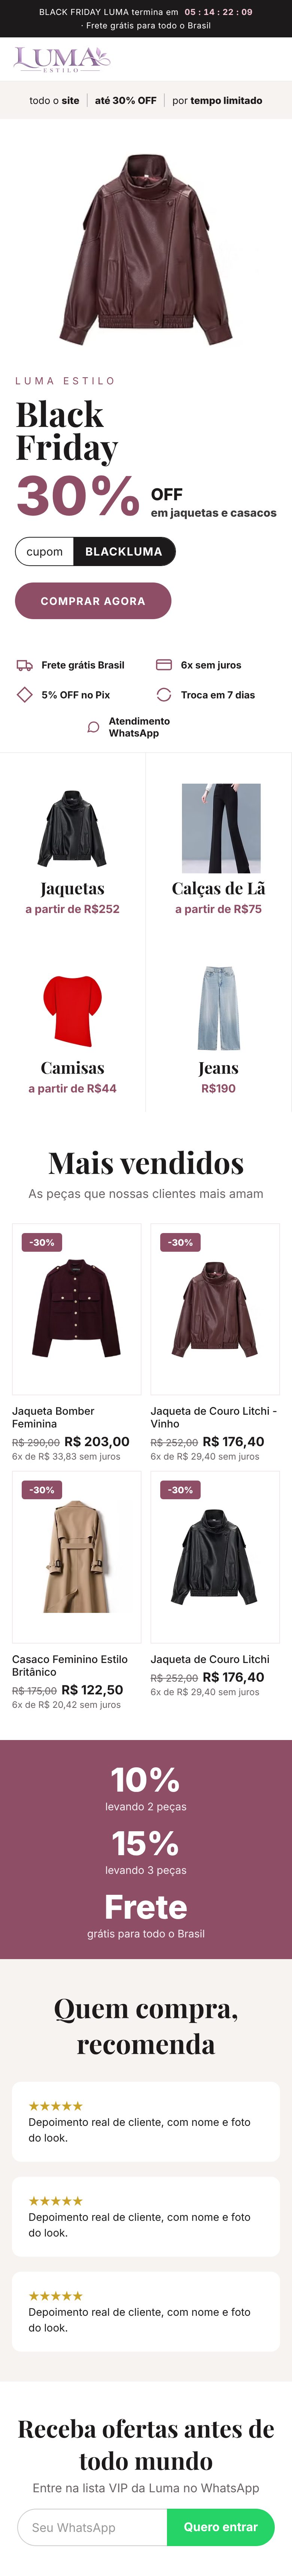 BLACK FRIDAY LUMA termina em 05 : 14 : 22 : 09
· Frete grátis para todo o Brasil
LUMA
ESTILO
todo o site | até 30% OFF | por tempo limitado
LUMA ESTILO
Black
Friday
30% OFF
em jaquetas e casacos
cupom BLACKLUMA
COMPRAR AGORA
Frete grátis Brasil
6x sem juros
5% OFF no Pix
Troca em 7 dias
Atendimento
WhatsApp
Jaquetas
a partir de R$252
Calças de Lã
a partir de R$75
Camisas
a partir de R$44
Jeans
R$190
Mais vendidos
As peças que nossas clientes mais amam
-30%
Jaqueta Bomber
Feminina
R$ 290,00 R$ 203,00
6x de R$ 33,83 sem juros
-30%
Jaqueta de Couro Litchi -
Vinho
R$ 252,00 R$ 176,40
6x de R$ 29,40 sem juros
-30%
Casaco Feminino Estilo
Britânico
R$ 175,00 R$ 122,50
6x de R$ 20,42 sem juros
-30%
Jaqueta de Couro Litchi
R$ 252,00 R$ 176,40
6x de R$ 29,40 sem juros
10%
levando 2 peças
15%
levando 3 peças
Frete
grátis para todo o Brasil
Quem compra,
recomenda
★★★★★
Depoimento real de cliente, com nome e foto
do look.
★★★★★
Depoimento real de cliente, com nome e foto
do look.
★★★★★
Depoimento real de cliente, com nome e foto
do look.
Receba ofertas antes de
todo mundo
Entre na lista VIP da Luma no WhatsApp
Seu WhatsApp
Quero entrar